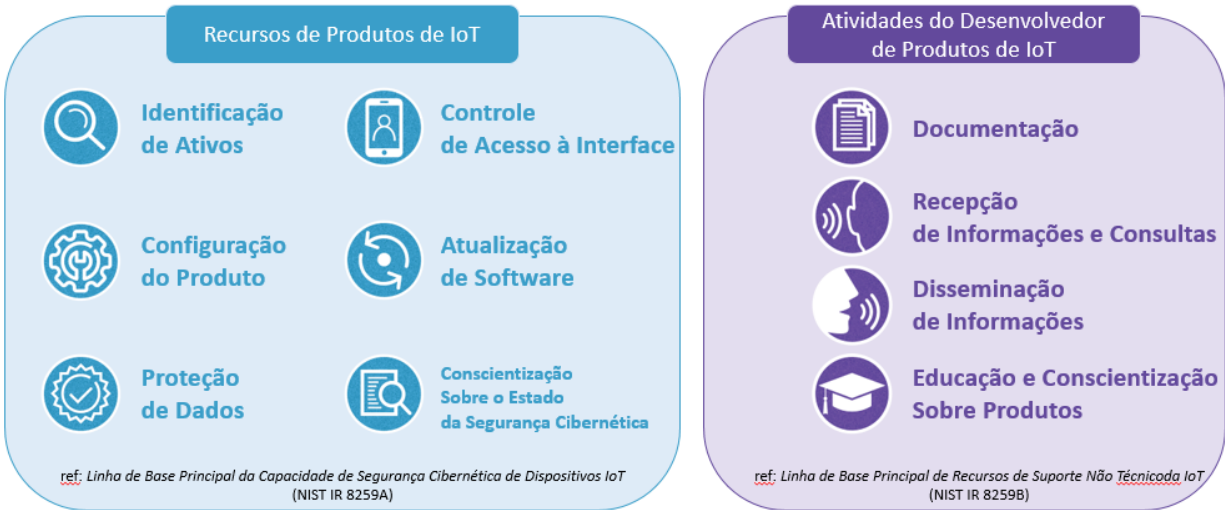 Recursos de Produtos de IoT
Identificação
de Ativos
Controle
de Acesso à Interface
Configuração
do Produto
Atualização
de Software
Proteção
de Dados
Conscientização
Sobre o Estado
da Segurança Cibernética
ref: Linha de Base Principal da Capacidade de Segurança Cibernética de Dispositivos IoT
(NIST IR 8259A)
Atividades do Desenvolvedor
de Produtos de IoT
Documentação
Recepção
de Informações e Consultas
Disseminação
de Informações
Educação e Conscientização
Sobre Produtos
ref: Linha de Base Principal de Recursos de Suporte Não Técnicoda IoT
(NIST IR 8259B)